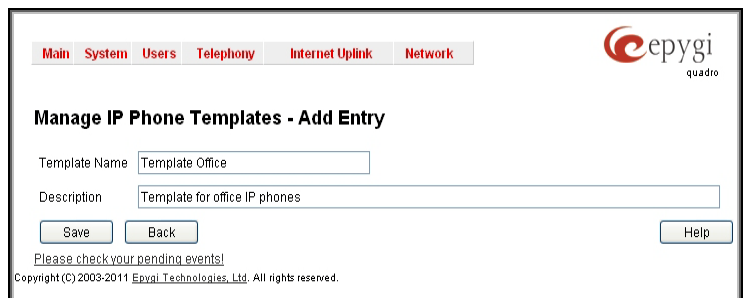 Main System Users Telephony Internet Uplink Network
epygi
quadro
Manage IP Phone Templates - Add Entry
Template Name Template Office
Description Template for office IP phones
Save Back Help
Please check your pending events!
Copyright (C) 2003-2011 Epygi Technologies, Ltd. All rights reserved.